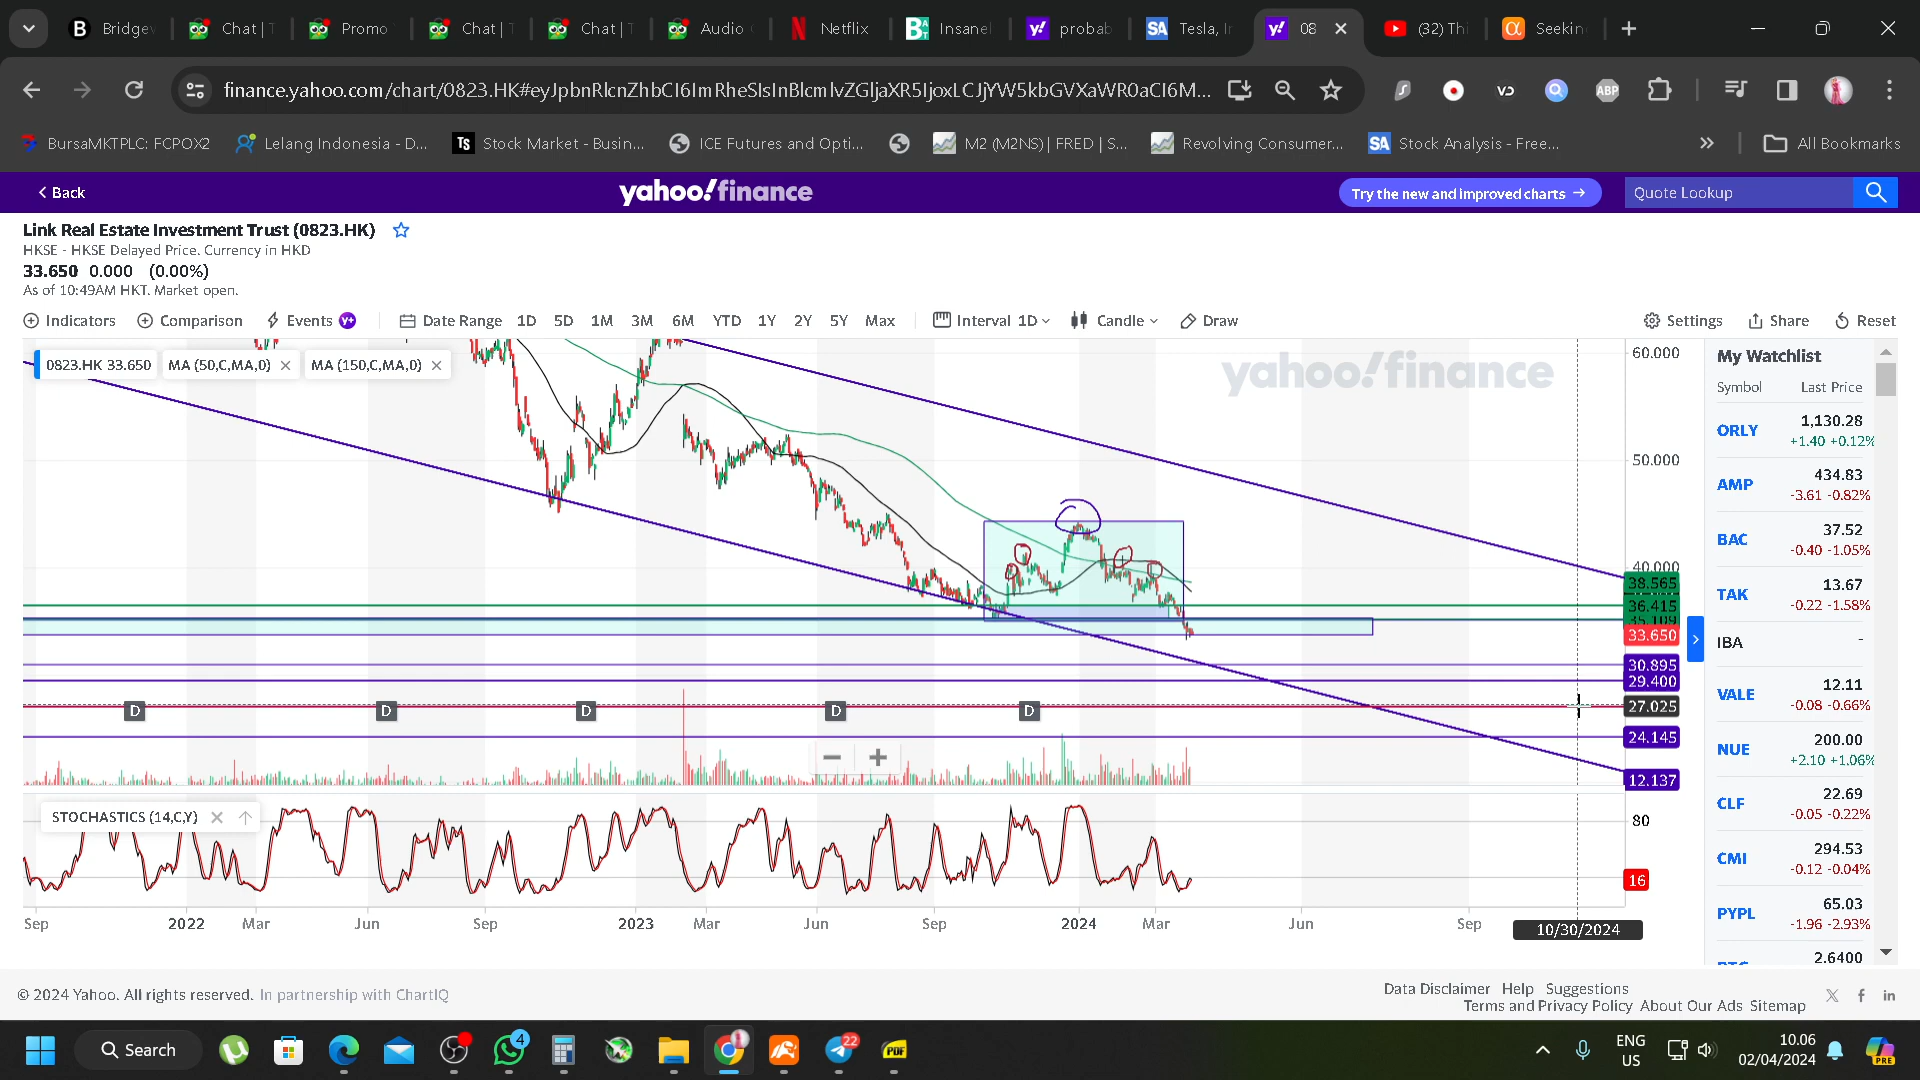 Bridgew
Chat | T
Promo
Chat | T
Chat | T
Audio
Netflix
Insane
probab
Tesla, I
08
(32) Thi
Seekin
finance.yahoo.com/chart/0823.HK#eyJpbnRlcnZhbCI6ImRheSIsInBlcmlvZGljaXR5IjoxLCJjYW5kbGVXaWR0aCI6M...
BursaMKTPLC: FCPOX2
Lelang Indonesia - D...
Stock Market - Busin...
ICE Futures and Opti...
M2 (M2NS) | FRED | S...
Revolving Consumer...
Stock Analysis - Free...
All Bookmarks
Back
yahoo!finance
Try the new and improved charts
Quote Lookup
Link Real Estate Investment Trust (0823.HK)
HKSE - HKSE Delayed Price. Currency in HKD
33.650 0.000 (0.00%)
As of 10:49AM HKT. Market open.
Indicators
Comparison
Events
Date Range 1D 5D 1M 3M 6M YTD 1Y 2Y 5Y Max
Interval 1D
Candle
Draw
Settings
Share
Reset
0823.HK 33.650
MA (50,C,MA,0)
MA (150,C,MA,0)
yahoo!finance
60.000
50.000
40.000
38.565
36.415
35.109
33.650
30.895
29.400
27.025
24.145
12.137
D D D D D
STOCHASTICS (14,C,Y)
80
16
Sep 2022 Mar Jun Sep 2023 Mar Jun Sep 2024 Mar Jun Sep
10/30/2024
My Watchlist
Symbol Last Price
ORLY 1,130.28
+1.40 +0.12%
AMP 434.83
-3.61 -0.82%
BAC 37.52
-0.40 -1.05%
TAK 13.67
-0.22 -1.58%
IBA -
VALE 12.11
-0.08 -0.66%
NUE 200.00
+2.10 +1.06%
CLF 22.69
-0.05 -0.22%
CMI 294.53
-0.12 -0.04%
PYPL 65.03
-1.96 -2.93%
2.6400
© 2024 Yahoo. All rights reserved. In partnership with ChartIQ
Data Disclaimer Help Suggestions
Terms and Privacy Policy About Our Ads Sitemap
Search
4
22
PDF
ENG
US
10.06
02/04/2024
PRE